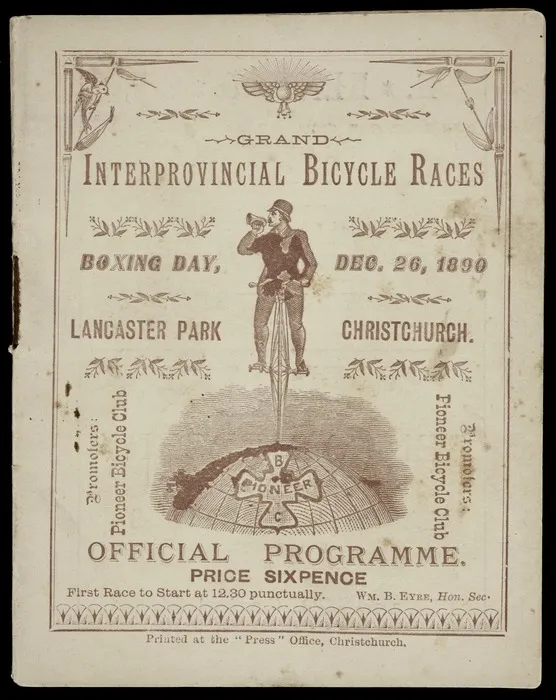 GRAND
INTERPROVINCIAL BICYCLE RACES
BOXING DAY, DEC. 26, 1890
LANCASTER PARK CHRISTCHURCH.
Promoters:
Pioneer Bicycle Club
Promoters:
Pioneer Bicycle Club
B
PIONEER
C
OFFICIAL PROGRAMME.
PRICE SIXPENCE
First Race to Start at 12.30 punctually. WM. B. EYRE, Hon. Sec.
Printed at the "Press" Office, Christchurch.